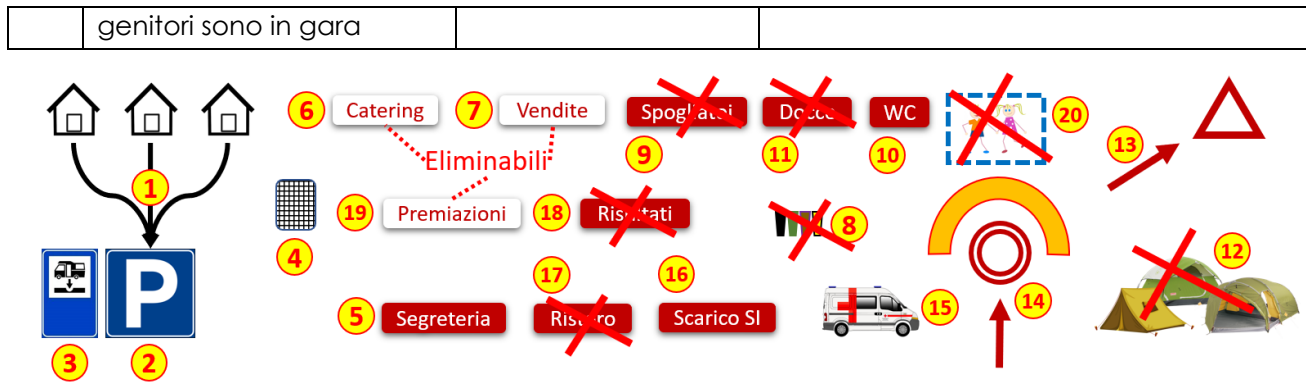 genitori sono in gara
6 Catering 7 Vendite Spogliatoi Docce WC 20
Eliminabili 9 11 10 13
1
19 Premiazioni 18 Risultati 8
4 17 16 12
5 Segreteria Ristoro Scarico SI 15 14
P
3 2